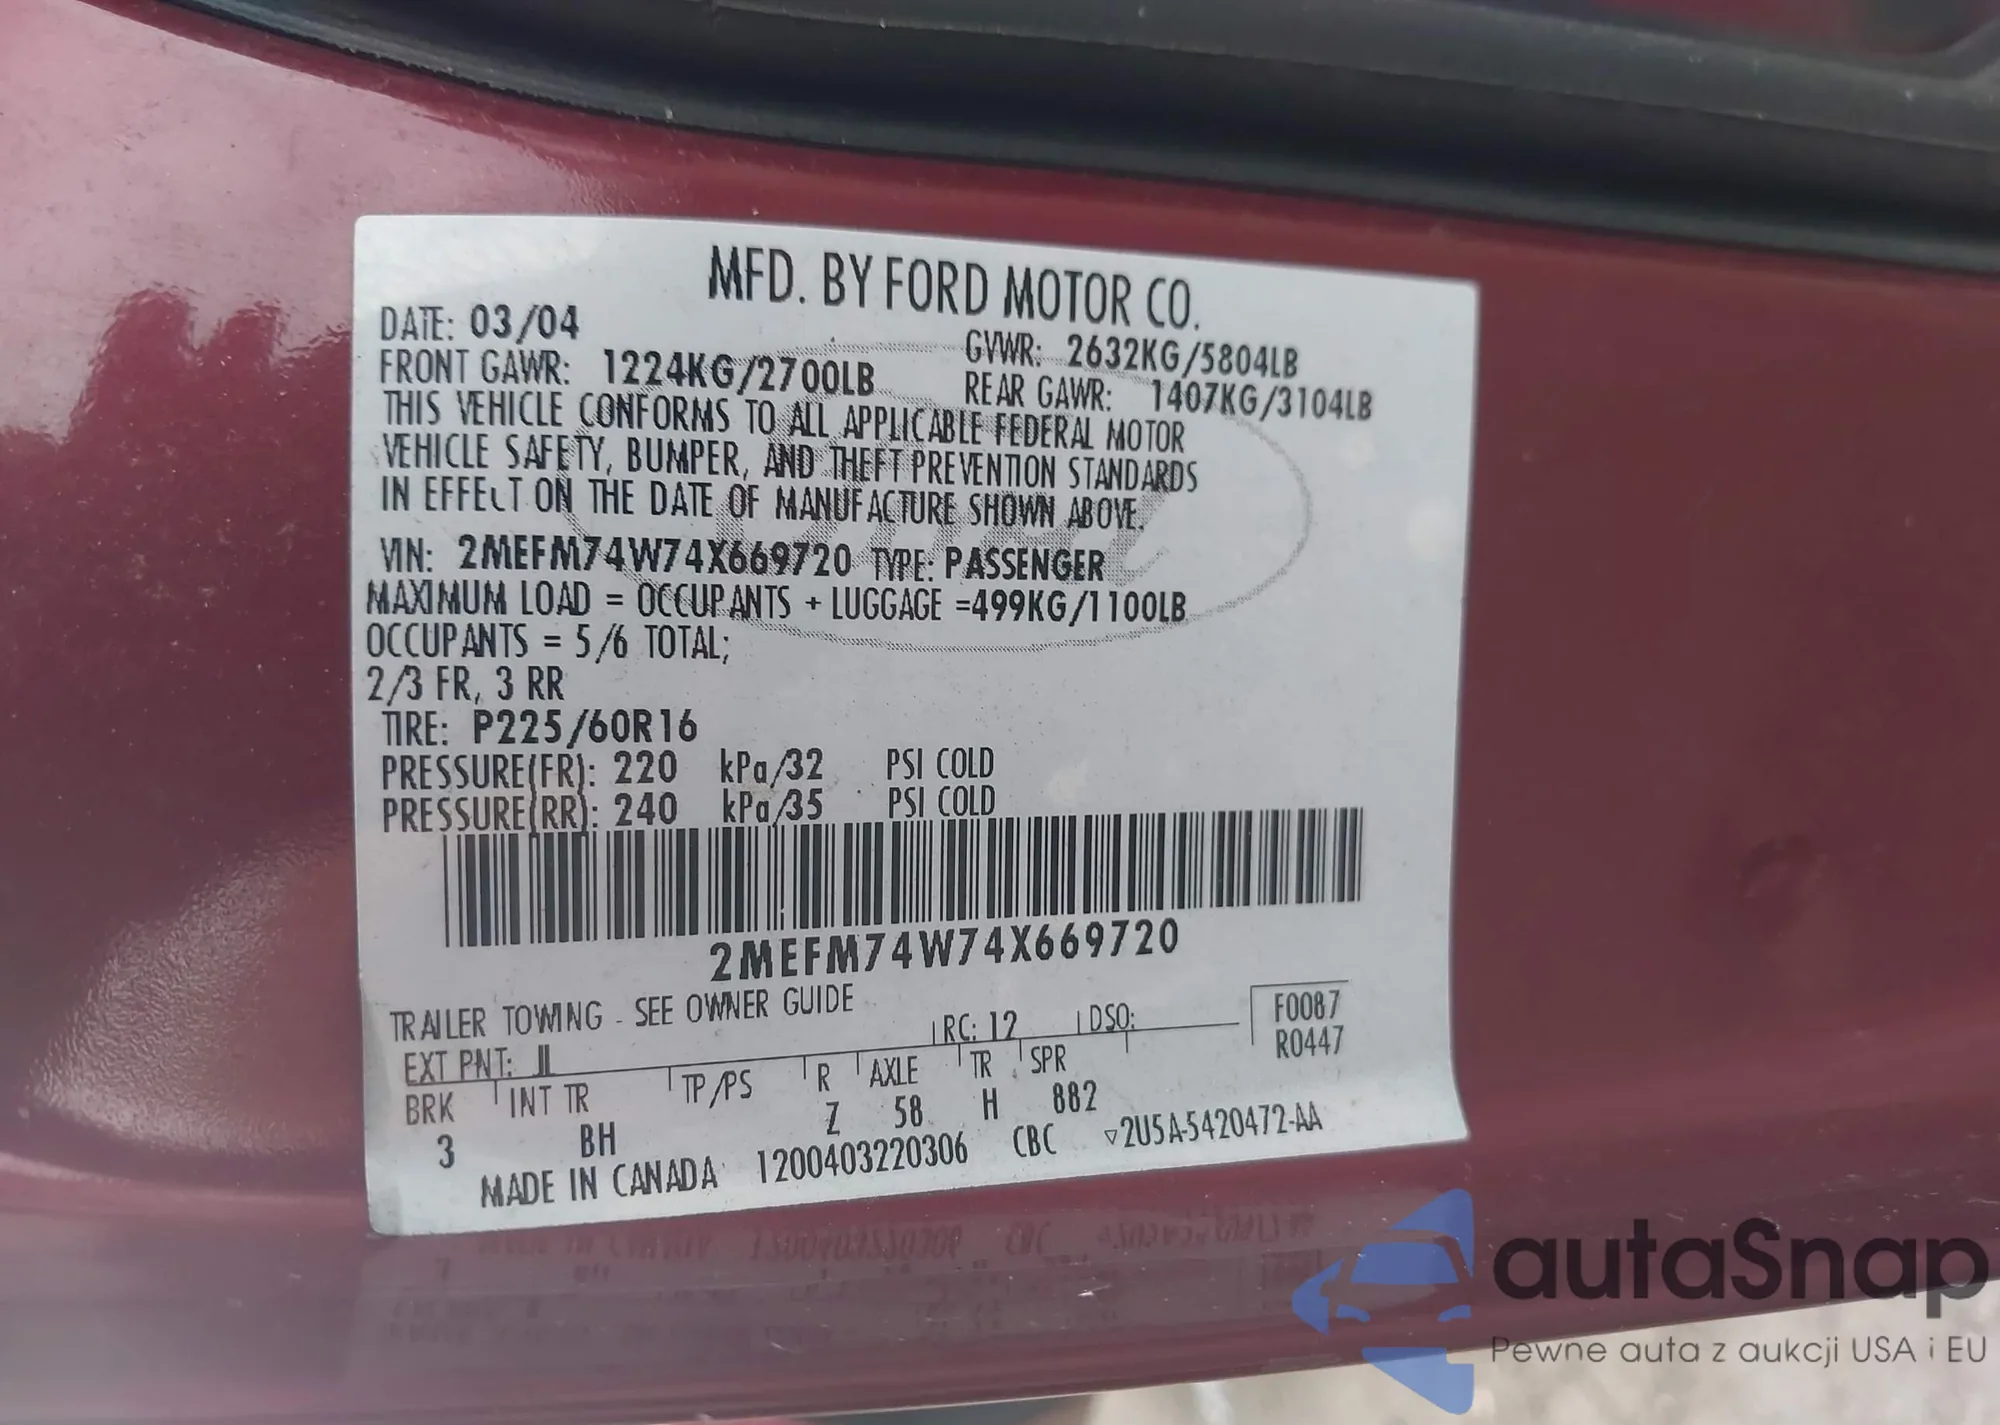 MFD. BY FORD MOTOR CO.
DATE: 03/04 GVWR: 2632KG/5804LB
FRONT GAWR: 1224KG/2700LB REAR GAWR: 1407KG/3104LB
THIS VEHICLE CONFORMS TO ALL APPLICABLE FEDERAL MOTOR
VEHICLE SAFETY, BUMPER, AND THEFT PREVENTION STANDARDS
IN EFFECT ON THE DATE OF MANUFACTURE SHOWN ABOVE.
VIN: 2MEFM74W74X669720 TYPE: PASSENGER
MAXIMUM LOAD = OCCUPANTS + LUGGAGE =499KG/1100LB
OCCUPANTS = 5/6 TOTAL;
2/3 FR, 3 RR
TIRE: P225/60R16
PRESSURE(FR): 220 kPa/32 PSI COLD
PRESSURE(RR): 240 kPa/35 PSI COLD
2MEFM74W74X669720
TRAILER TOWING - SEE OWNER GUIDE
EXT PNT: JL RC: 12 DSO: F0087
R0447
BRK INT TR TP/PS R AXLE TR SPR
3 BH Z 58 H 882
MADE IN CANADA 1200403220306 CBC ▿2U5A-5420472-AA
autaSnap
Pewne auta z aukcji USA i EU